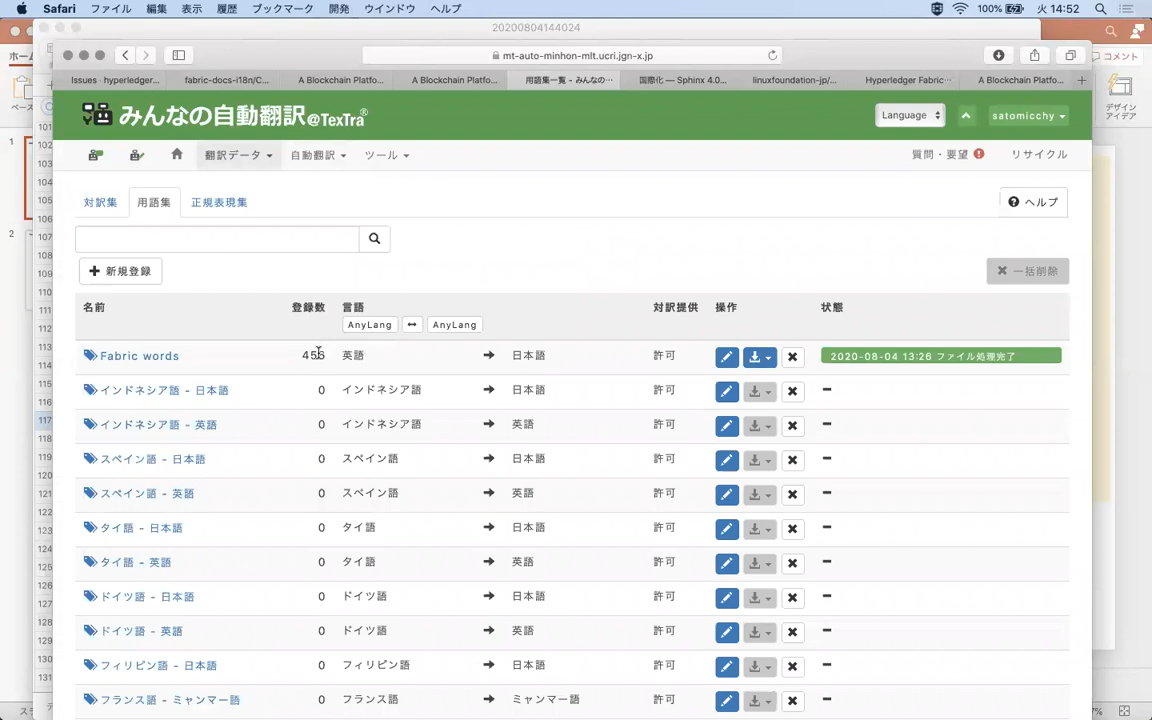 Safari ファイル 編集 表示 履歴 ブックマーク 開発 ウインドウ ヘルプ 100% 火 14:52
20200804144024
mt-auto-minhon-mlt.ucri.jgn-x.jp
ホー コメント
Issues · hyperledger... fabric-docs-i18n/C... A Blockchain Platfo... A Blockchain Platfo... 用語集一覧 – みんなの… 国際化 — Sphinx 4.0... linuxfoundation-jp/... Hyperledger Fabric... A Blockchain Platfo...
ペース
みんなの自動翻訳@TexTra® Language satomicchy
デザイン
アイデア
翻訳データ 自動翻訳 ツール 質問・要望 リサイクル
対訳集 用語集 正規表現集 ヘルプ
新規登録 一括削除
名前 登録数 言語 対訳提供 操作 状態
AnyLang AnyLang
Fabric words 456 英語 日本語 許可 2020-08-04 13:26 ファイル処理完了
インドネシア語 - 日本語 0 インドネシア語 日本語 許可
インドネシア語 - 英語 0 インドネシア語 英語 許可
スペイン語 - 日本語 0 スペイン語 日本語 許可
スペイン語 - 英語 0 スペイン語 英語 許可
タイ語 - 日本語 0 タイ語 日本語 許可
タイ語 - 英語 0 タイ語 英語 許可
ドイツ語 - 日本語 0 ドイツ語 日本語 許可
ドイツ語 - 英語 0 ドイツ語 英語 許可
フィリピン語 - 日本語 0 フィリピン語 日本語 許可
フランス語 - ミャンマー語 0 フランス語 ミャンマー語 許可